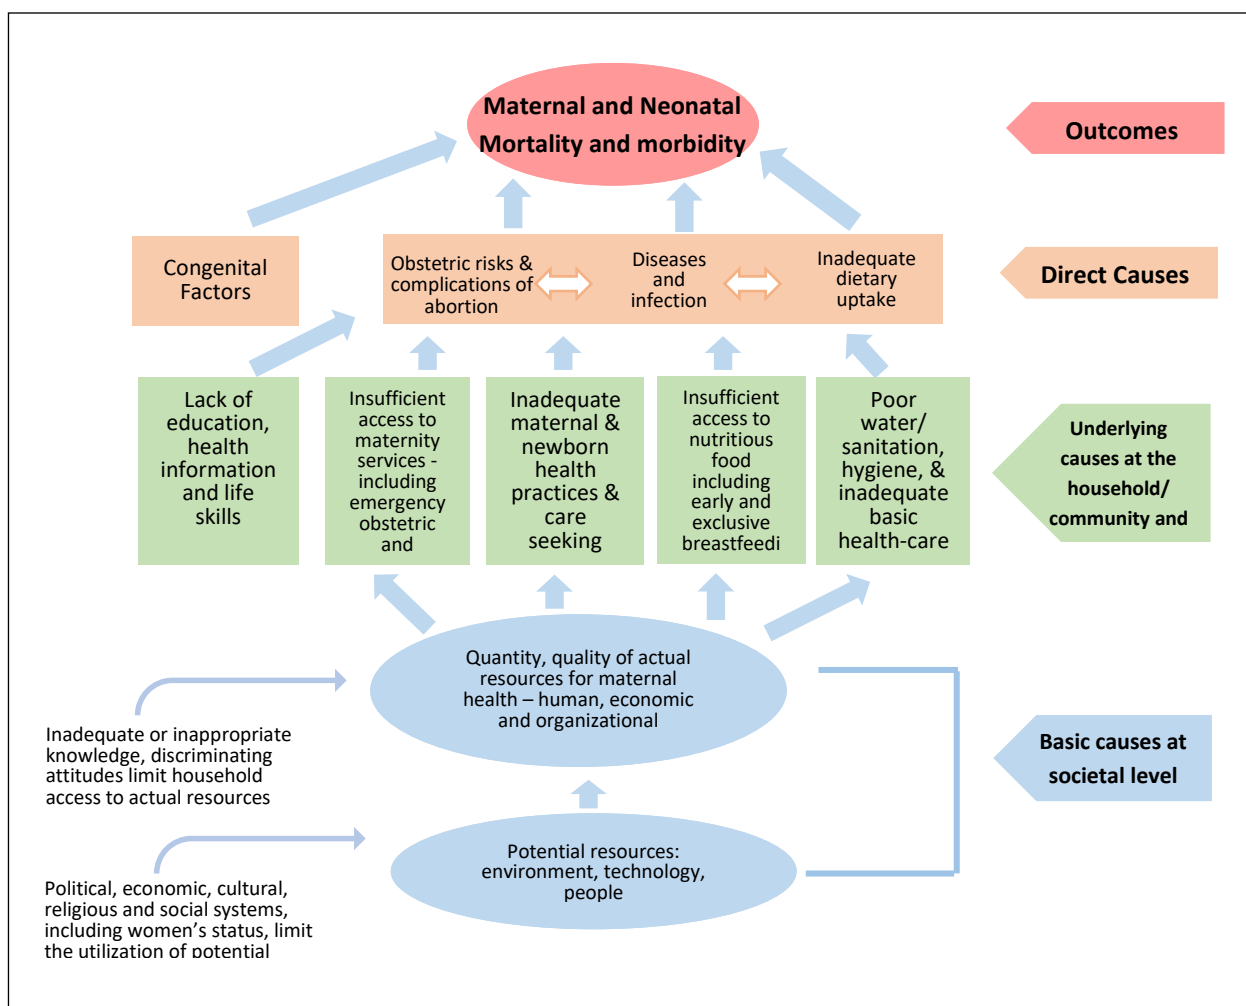 Maternal and Neonatal
Mortality and morbidity
Outcomes
Congenital
Factors
Obstetric risks &
complications of
abortion
Diseases
and
infection
Inadequate
dietary
uptake
Direct Causes
Lack of
education,
health
information
and life
skills
Insufficient
access to
maternity
services -
including
emergency
obstetric
and
Inadequate
maternal &
newborn
health
practices &
care
seeking
Insufficient
access to
nutritious
food
including
early and
exclusive
breastfeedi
Poor
water/
sanitation,
hygiene, &
inadequate
basic
health-care
Underlying
causes at the
household/
community and
Quantity, quality of actual
resources for maternal
health – human, economic
and organizational
Inadequate or inappropriate
knowledge, discriminating
attitudes limit household
access to actual resources
Basic causes at
societal level
Potential resources:
environment, technology,
people
Political, economic, cultural,
religious and social systems,
including women’s status, limit
the utilization of potential